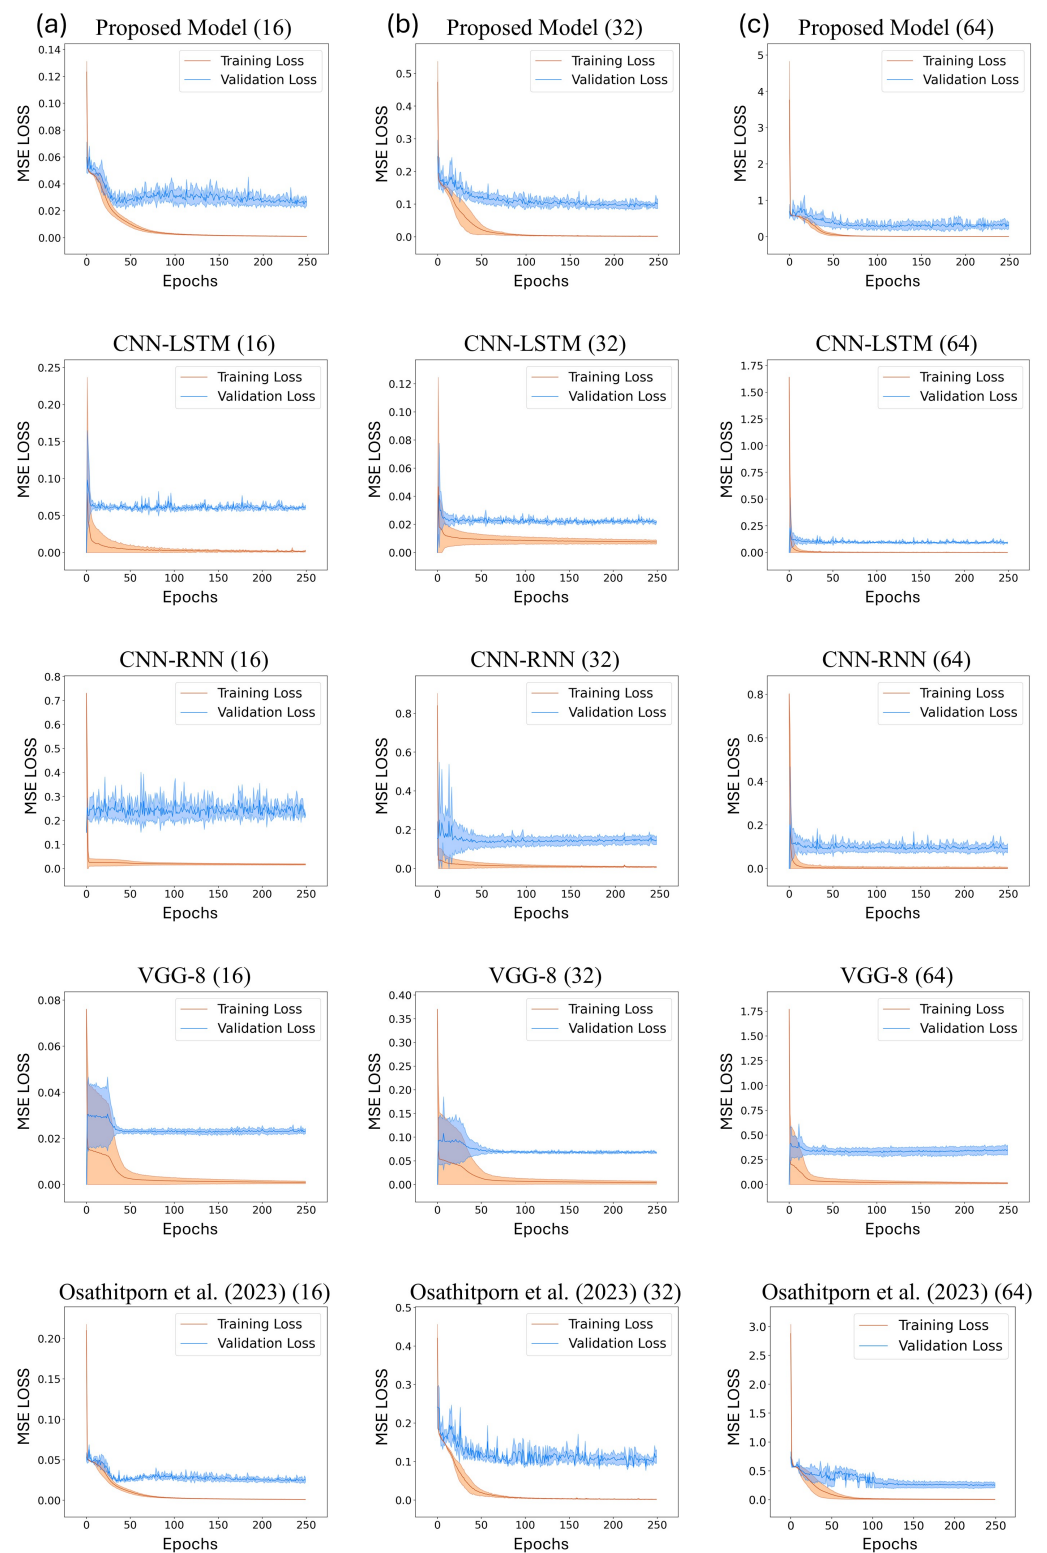 (a)
Proposed Model (16)
Training Loss
Validation Loss
MSE LOSS
0.14
0.12
0.10
0.08
0.06
0.04
0.02
0.00
0 50 100 150 200 250
Epochs
(b)
Proposed Model (32)
Training Loss
Validation Loss
MSE LOSS
0.5
0.4
0.3
0.2
0.1
0.0
0 50 100 150 200 250
Epochs
(c)
Proposed Model (64)
Training Loss
Validation Loss
MSE LOSS
5
4
3
2
1
0
0 50 100 150 200 250
Epochs
CNN-LSTM (16)
Training Loss
Validation Loss
MSE LOSS
0.25
0.20
0.15
0.10
0.05
0.00
0 50 100 150 200 250
Epochs
CNN-LSTM (32)
Training Loss
Validation Loss
MSE LOSS
0.12
0.10
0.08
0.06
0.04
0.02
0.00
0 50 100 150 200 250
Epochs
CNN-LSTM (64)
Training Loss
Validation Loss
MSE LOSS
1.75
1.50
1.25
1.00
0.75
0.50
0.25
0.00
0 50 100 150 200 250
Epochs
CNN-RNN (16)
Training Loss
Validation Loss
MSE LOSS
0.8
0.7
0.6
0.5
0.4
0.3
0.2
0.1
0.0
0 50 100 150 200 250
Epochs
CNN-RNN (32)
Training Loss
Validation Loss
MSE LOSS
0.8
0.6
0.4
0.2
0.0
0 50 100 150 200 250
Epochs
CNN-RNN (64)
Training Loss
Validation Loss
MSE LOSS
0.8
0.6
0.4
0.2
0.0
0 50 100 150 200 250
Epochs
VGG-8 (16)
Training Loss
Validation Loss
MSE LOSS
0.08
0.06
0.04
0.02
0.00
0 50 100 150 200 250
Epochs
VGG-8 (32)
Training Loss
Validation Loss
MSE LOSS
0.40
0.35
0.30
0.25
0.20
0.15
0.10
0.05
0.00
0 50 100 150 200 250
Epochs
VGG-8 (64)
Training Loss
Validation Loss
MSE LOSS
1.75
1.50
1.25
1.00
0.75
0.50
0.25
0.00
0 50 100 150 200 250
Epochs
Osathitporn et al. (2023) (16)
Training Loss
Validation Loss
MSE LOSS
0.20
0.15
0.10
0.05
0.00
0 50 100 150 200 250
Epochs
Osathitporn et al. (2023) (32)
Training Loss
Validation Loss
MSE LOSS
0.5
0.4
0.3
0.2
0.1
0.0
0 50 100 150 200 250
Epochs
Osathitporn et al. (2023) (64)
Training Loss
Validation Loss
MSE LOSS
3.0
2.5
2.0
1.5
1.0
0.5
0.0
0 50 100 150 200 250
Epochs